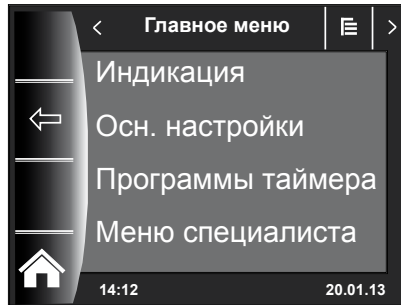 Главное меню
Индикация
Осн. настройки
Программы таймера
Меню специалиста
14:12 20.01.13